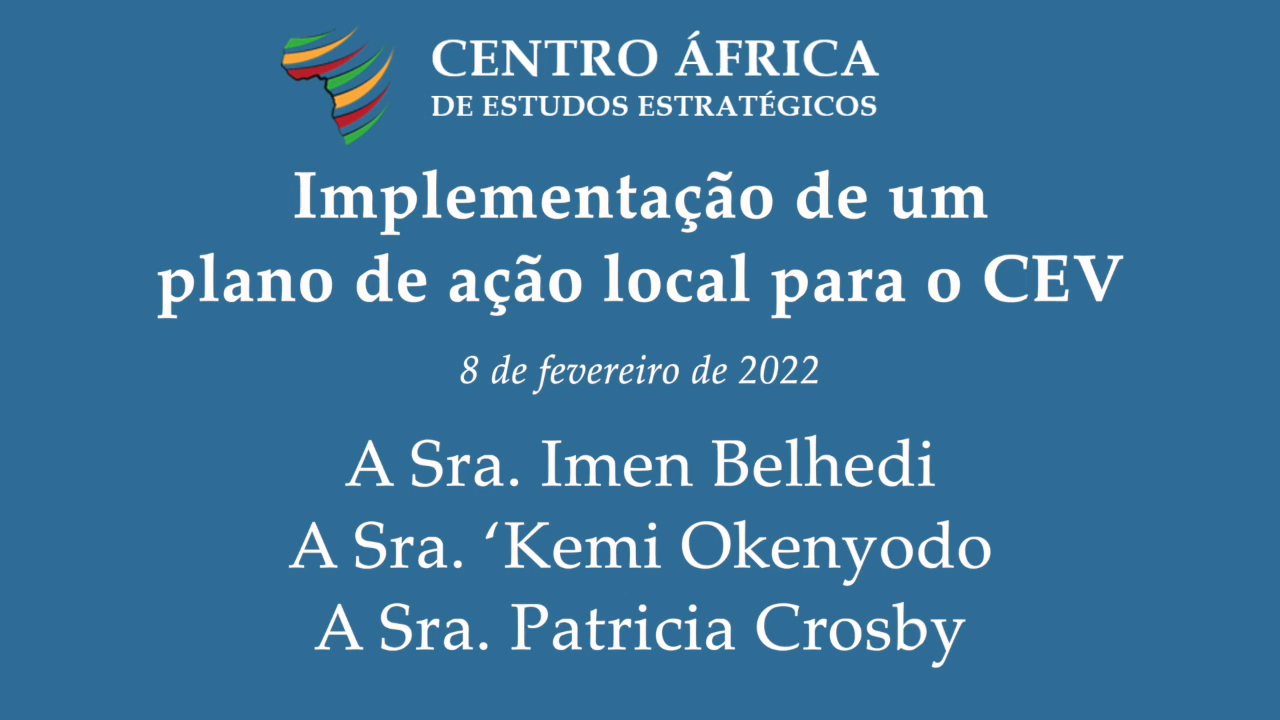 CENTRO ÁFRICA
DE ESTUDOS ESTRATÉGICOS
Implementação de um
plano de ação local para o CEV
8 de fevereiro de 2022
A Sra. Imen Belhedi
A Sra. ‘Kemi Okenyodo
A Sra. Patricia Crosby